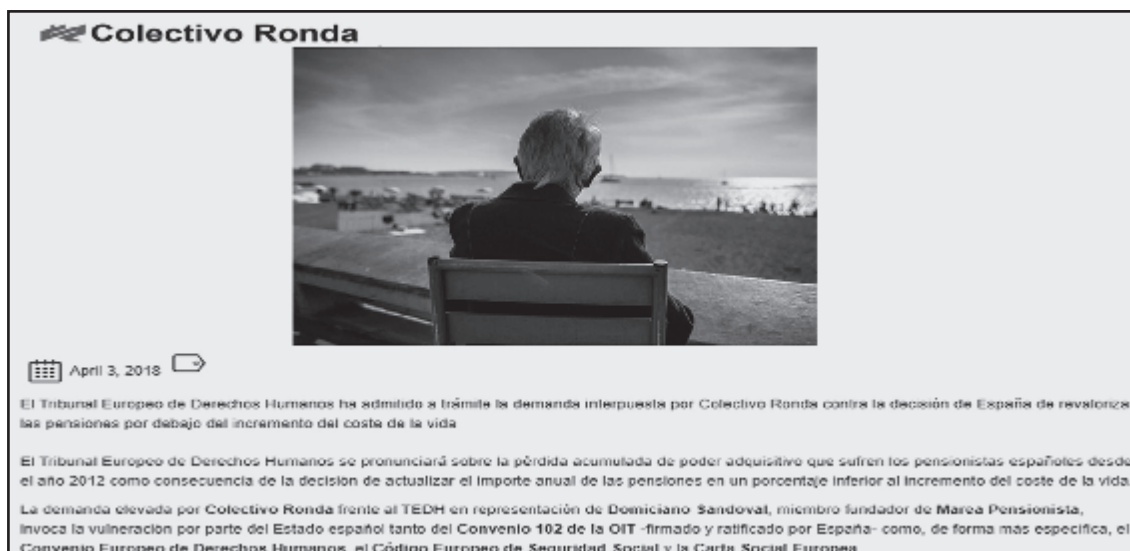 Colectivo Ronda
April 3, 2018
El Tribunal Europeo de Derechos Humanos ha admitido a trámite la demanda interpuesta por Colectivo Ronda contra la decisión de España de revaloriza
las pensiones por debajo del incremento del coste de la vida
El Tribunal Europeo de Derechos Humanos se pronunciará sobre la pérdida acumulada de poder adquisitivo que sufren los pensionistas españoles desde
el año 2012 como consecuencia de la decisión de actualizar el importe anual de las pensiones en un porcentaje inferior al incremento del coste de la vida.
La demanda elevada por Colectivo Ronda frente al TEDH en representación de Domiciano Sandoval, miembro fundador de Marea Pensionista,
invoca la vulneración por parte del Estado español tanto del Convenio 102 de la OIT -firmado y ratificado por España- como, de forma más específica, el
Convenio Europeo de Derechos Humanos, el Código Europeo de Seguridad Social y la Carta Social Europea